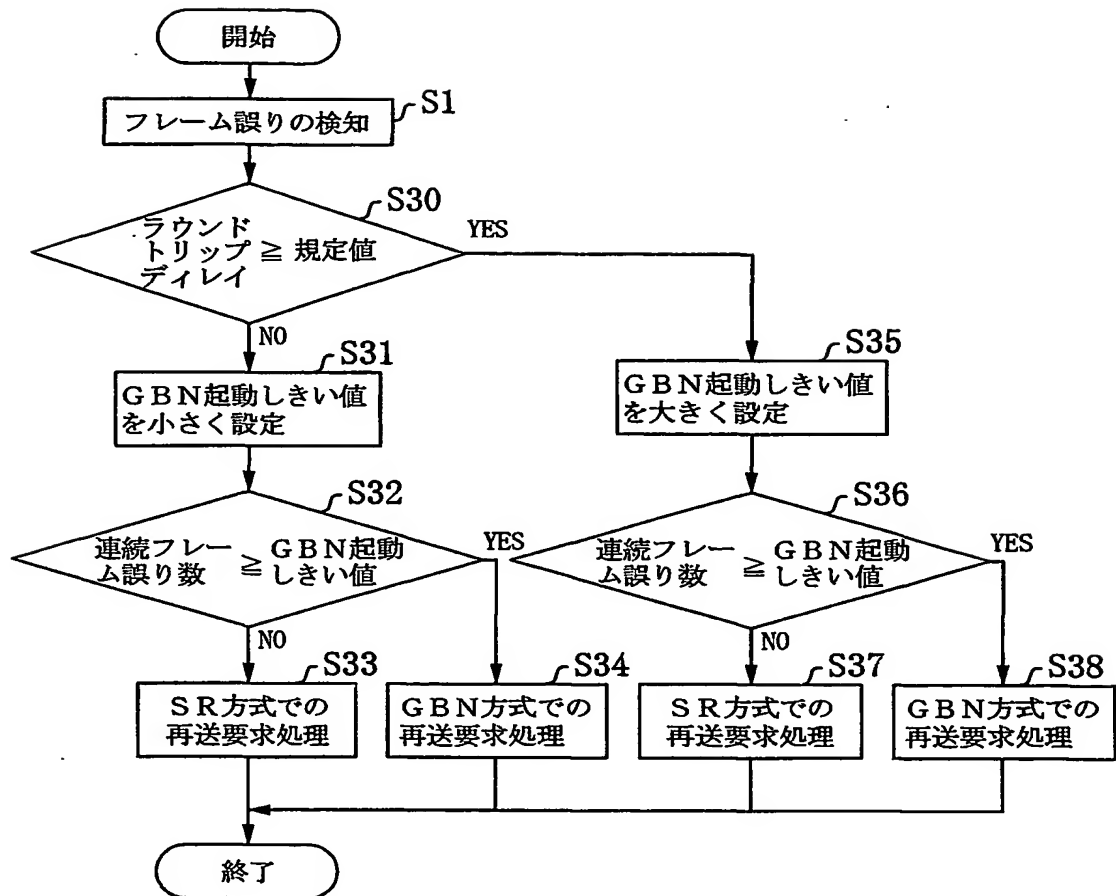 開始
フレーム誤りの検知
S1
S30
ラウンド
トリップ ≧ 規定値
ディレイ
YES
NO
S31
GBN起動しきい値
を小さく設定
S35
GBN起動しきい値
を大きく設定
S32
連続フレー
ム誤り数
≧
GBN起動
しきい値
YES
NO
S36
連続フレー
ム誤り数
≧
GBN起動
しきい値
YES
NO
S33
SR方式での
再送要求処理
S34
GBN方式での
再送要求処理
S37
SR方式での
再送要求処理
S38
GBN方式での
再送要求処理
終了